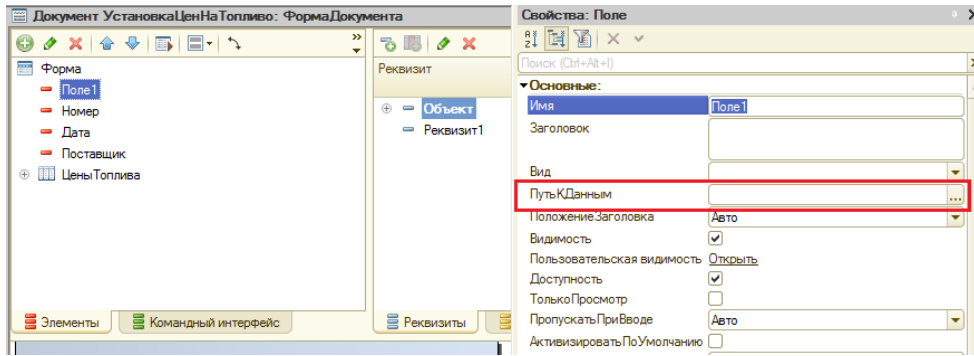 Документ УстановкаЦенНаТопливо: ФормаДокумента
Форма
Поле1
Номер
Дата
Поставщик
ЦеныТоплива
Элементы
Командный интерфейс
Реквизит
Объект
Реквизит1
Реквизиты
Свойства: Поле
Поиск (Ctrl+Alt+I)
Основные:
Имя Поле1
Заголовок
Вид
ПутьКДанным ...
ПоложениеЗаголовка Авто
Видимость
Пользовательская видимость Открыть
Доступность
ТолькоПросмотр
ПропускатьПриВводе Авто
АктивизироватьПоУмолчанию